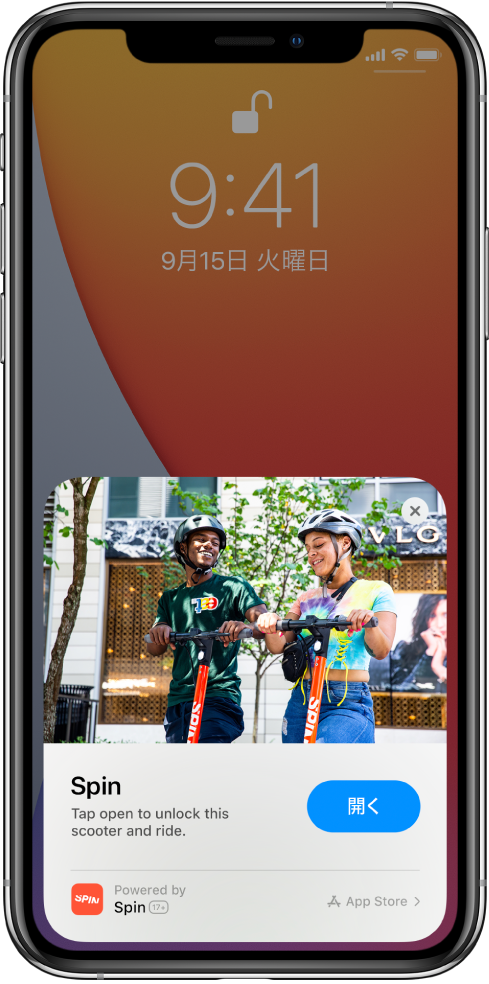 9:41
9月15日 火曜日
VLG
SPIN
SPIN
Spin
Tap open to unlock this
scooter and ride.
開く
SPIN
Powered by
Spin 17+
App Store